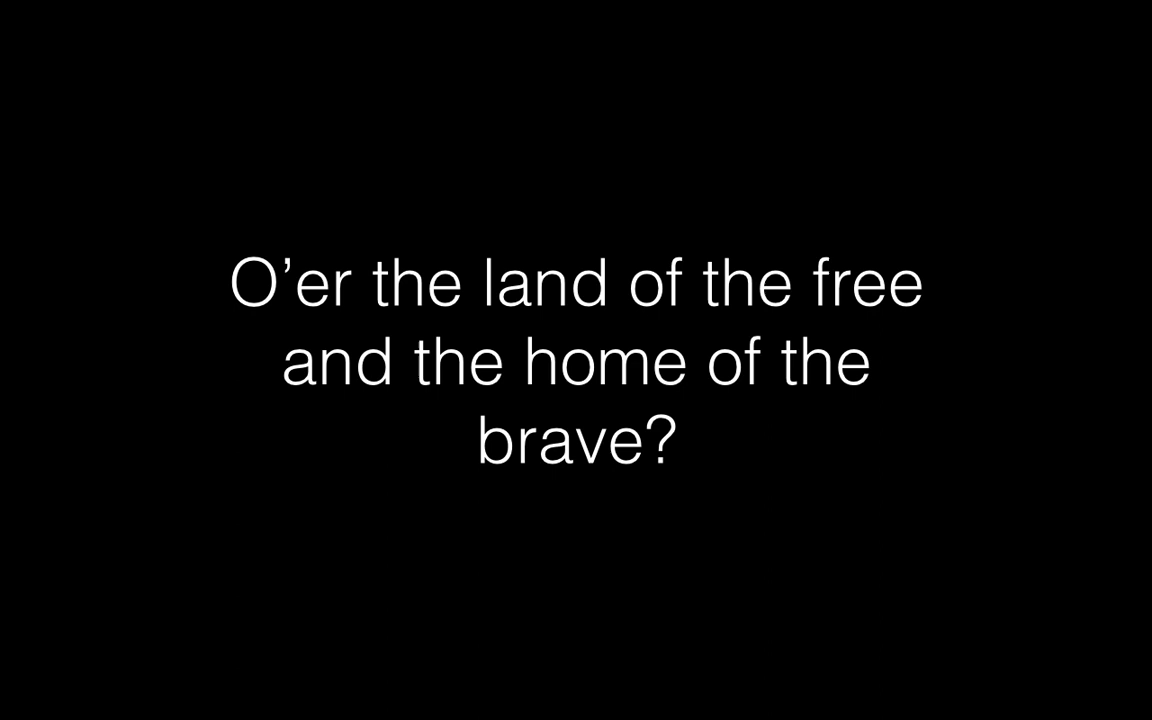 O’er the land of the free
and the home of the
brave?